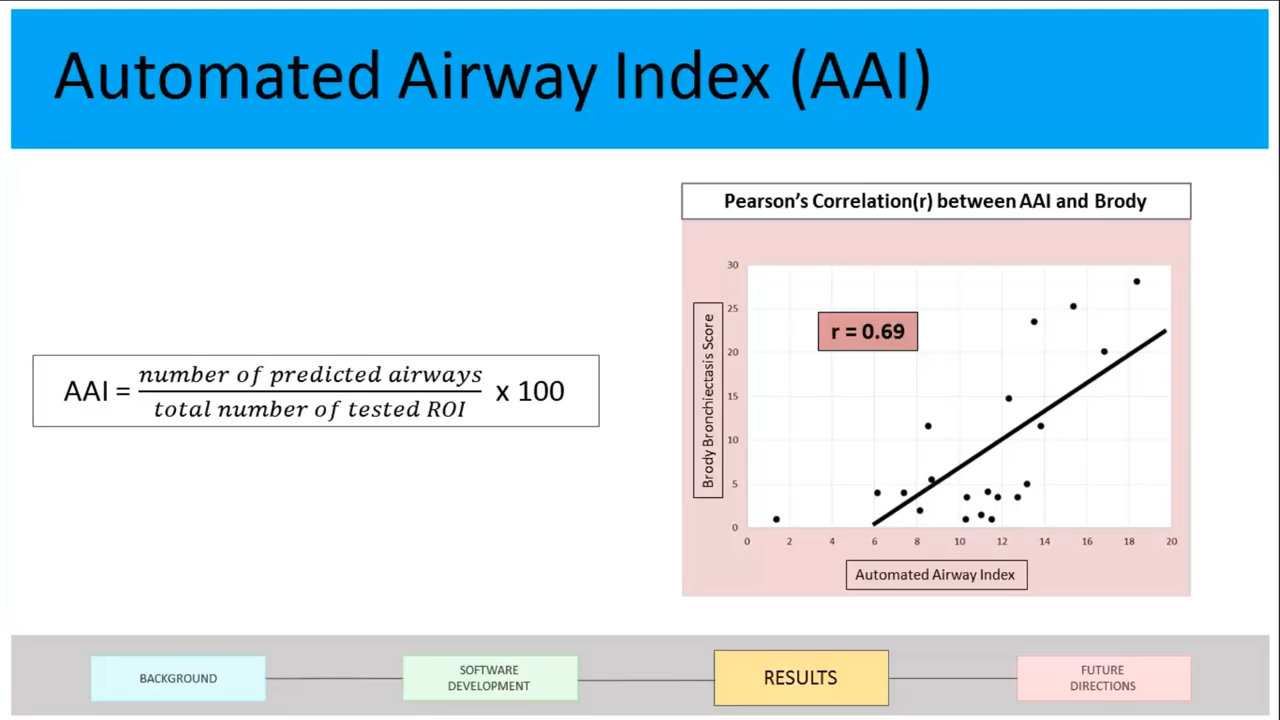 Automated Airway Index (AAI)
Pearson's Correlation(r) between AAI and Brody
AAI = number of predicted airways / total number of tested ROI x 100
r = 0.69
Brody Bronchiectasis Score
30
25
20
15
10
5
0
0 2 4 6 8 10 12 14 16 18 20
Automated Airway Index
BACKGROUND
SOFTWARE
DEVELOPMENT
RESULTS
FUTURE
DIRECTIONS